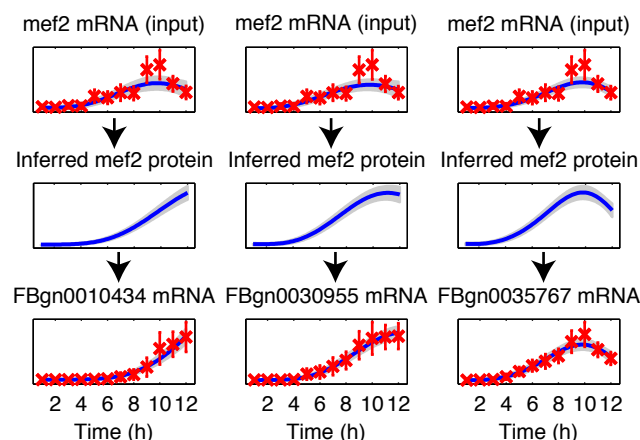 mef2 mRNA (input) mef2 mRNA (input) mef2 mRNA (input)
Inferred mef2 protein Inferred mef2 protein Inferred mef2 protein
FBgn0010434 mRNA FBgn0030955 mRNA FBgn0035767 mRNA
2 4 6 8 10 12 2 4 6 8 10 12 2 4 6 8 10 12
Time (h) Time (h) Time (h)